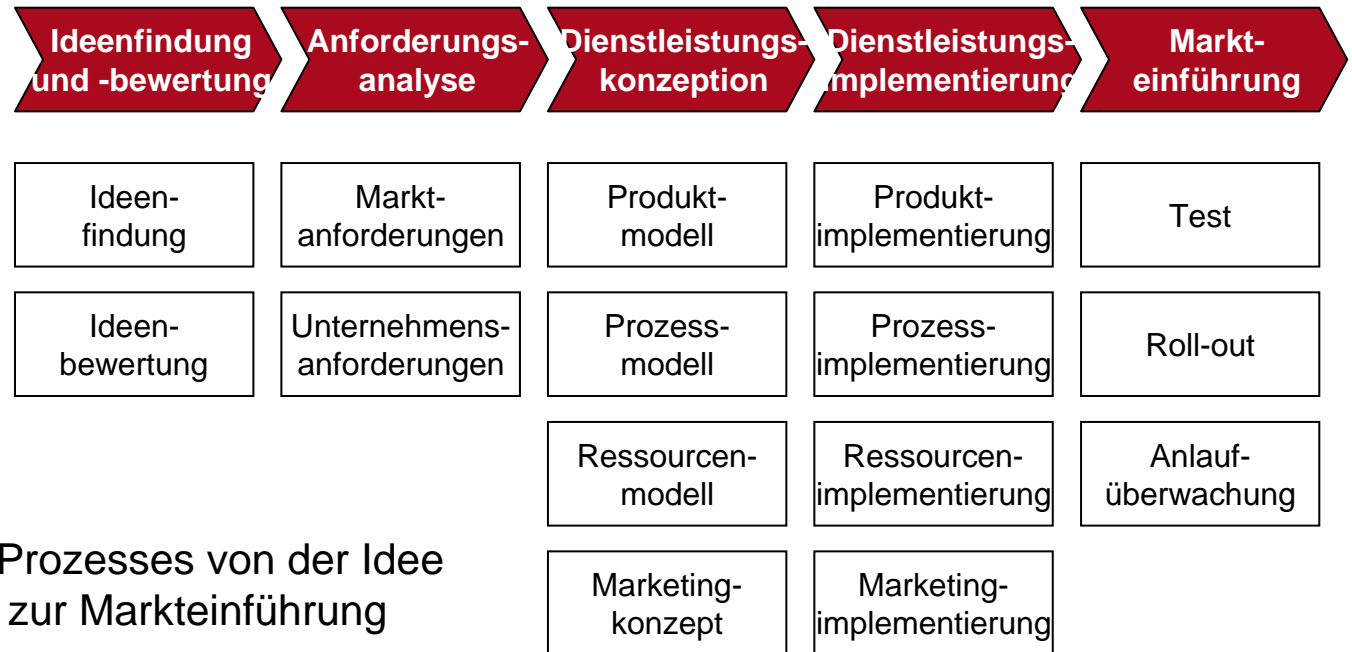 Ideenfindung
und -bewertung
Anforderungs-
analyse
Dienstleistungs-
konzeption
Dienstleistungs-
implementierung
Markt-
einführung
Ideen-
findung
Markt-
anforderungen
Produkt-
modell
Produkt-
implementierung
Test
Ideen-
bewertung
Unternehmens-
anforderungen
Prozess-
modell
Prozess-
implementierung
Roll-out
Ressourcen-
modell
Ressourcen-
implementierung
Anlauf-
überwachung
Prozesses von der Idee
zur Markteinführung
Marketing-
konzept
Marketing-
implementierung